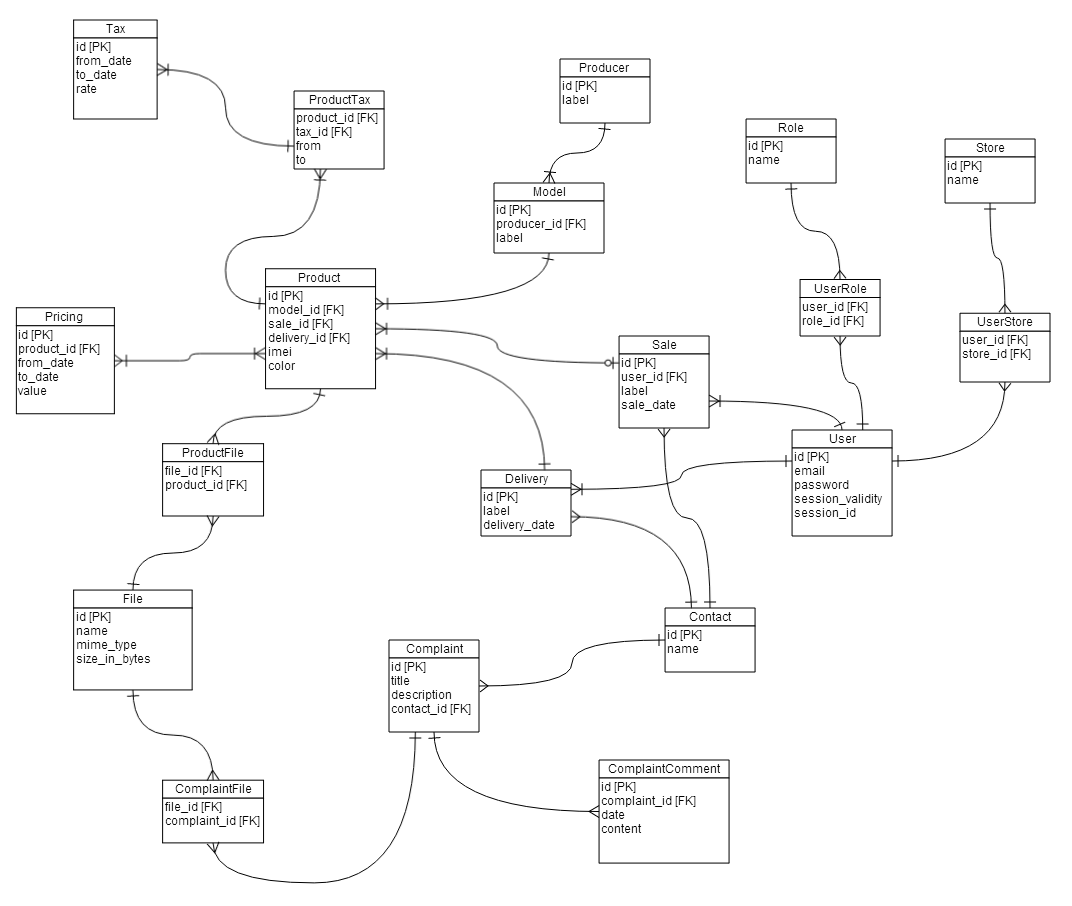 Tax
id [PK]
from_date
to_date
rate
ProductTax
product_id [FK]
tax_id [FK]
from
to
Producer
id [PK]
label
Role
id [PK]
name
Store
id [PK]
name
Model
id [PK]
producer_id [FK]
label
Product
id [PK]
model_id [FK]
sale_id [FK]
delivery_id [FK]
imei
color
UserRole
user_id [FK]
role_id [FK]
UserStore
user_id [FK]
store_id [FK]
Pricing
id [PK]
product_id [FK]
from_date
to_date
value
Sale
id [PK]
user_id [FK]
label
sale_date
ProductFile
file_id [FK]
product_id [FK]
Delivery
id [PK]
label
delivery_date
User
id [PK]
email
password
session_validity
session_id
File
id [PK]
name
mime_type
size_in_bytes
Contact
id [PK]
name
Complaint
id [PK]
title
description
contact_id [FK]
ComplaintFile
file_id [FK]
complaint_id [FK]
ComplaintComment
id [PK]
complaint_id [FK]
date
content